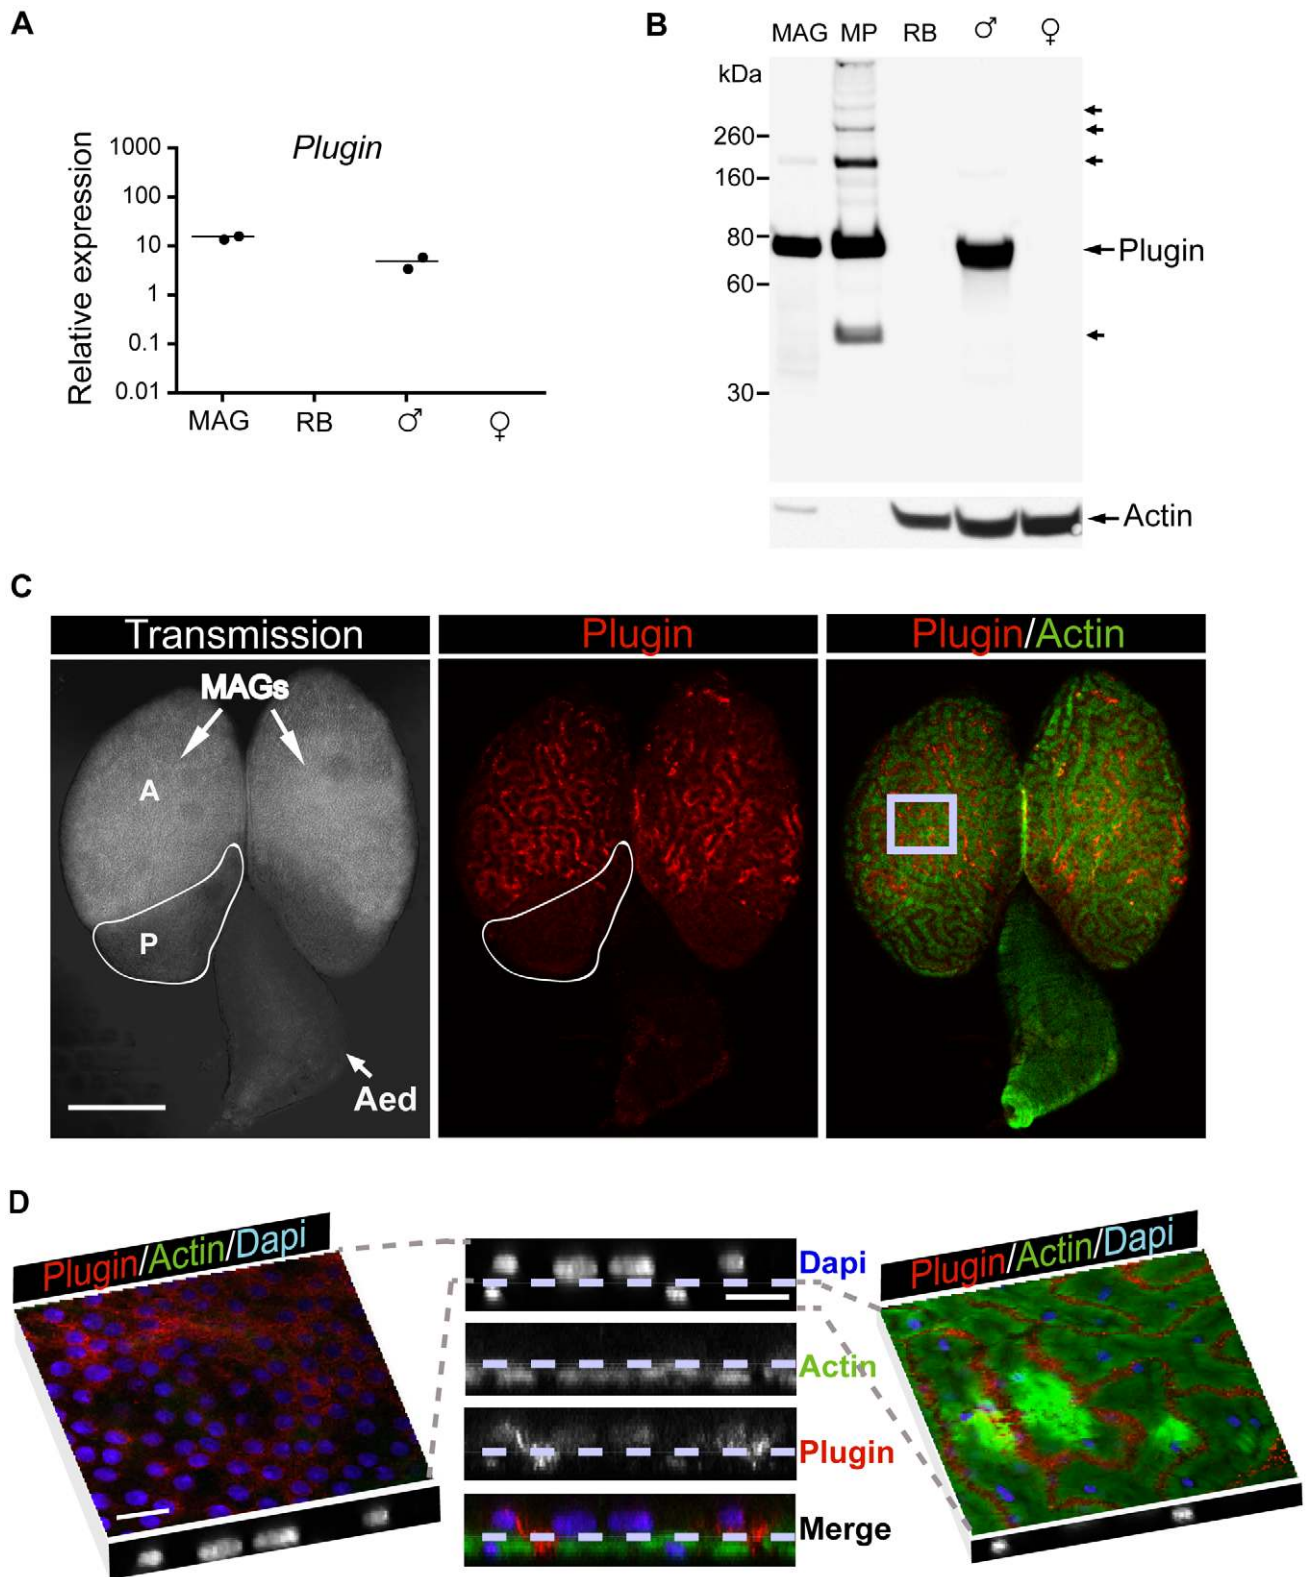 A
Plugin
Relative expression
1000
100
10
1
0.1
0.01
MAG RB ♂ ♀
B
MAG MP RB ♂ ♀
kDa
260
160
80
60
30
Plugin
Actin
C
Transmission
MAGs
A
P
Aed
Plugin
Plugin/Actin
D
Plugin/Actin/Dapi
Dapi
Actin
Plugin
Merge
Plugin/Actin/Dapi